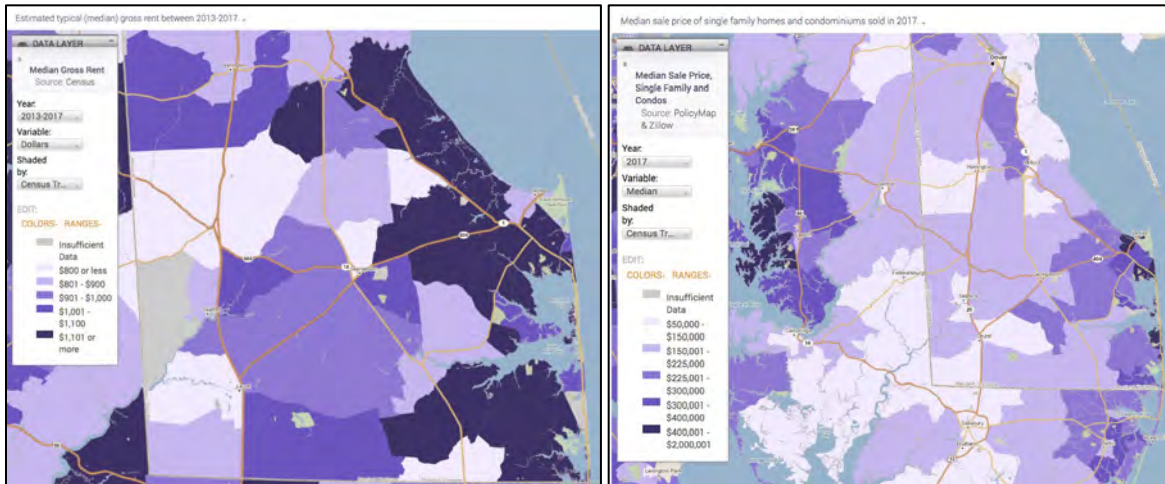 Estimated typical (median) gross rent between 2013-2017.
DATA LAYER
Median Gross Rent
Source: Census
Year:
2013-2017
Variable:
Dollars
Shaded
by:
Census Tr...
EDIT:
COLORS- RANGES-
Insufficient
Data
$800 or less
$801 - $900
$901 - $1,000
$1,001 -
$1,100
$1,101 or
more
Median sale price of single family homes and condominiums sold in 2017.
DATA LAYER
Median Sale Price,
Single Family and
Condos
Source: PolicyMap
& Zillow
Year:
2017
Variable:
Median
Shaded
by:
Census Tr...
EDIT:
COLORS- RANGES-
Insufficient
Data
$50,000 -
$150,000
$150,001 -
$225,000
$225,001 -
$300,000
$300,001 -
$400,000
$400,001 -
$2,000,001
Dover
Salisbury